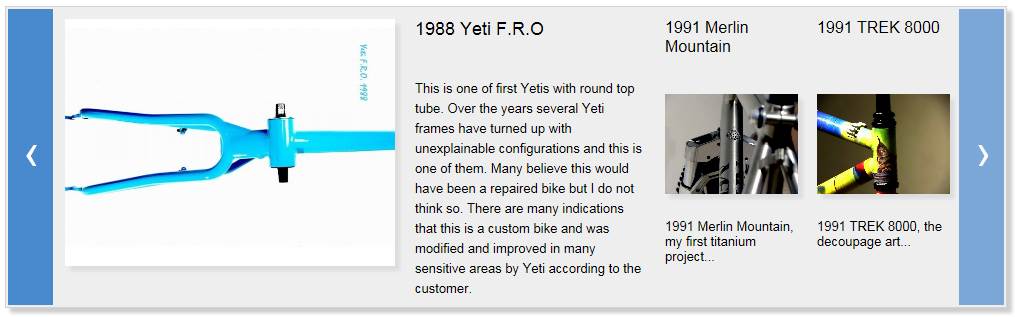 Yeti F.R.O. 1988
1988 Yeti F.R.O
This is one of first Yetis with round top
tube. Over the years several Yeti
frames have turned up with
unexplainable configurations and this is
one of them. Many believe this would
have been a repaired bike but I do not
think so. There are many indications
that this is a custom bike and was
modified and improved in many
sensitive areas by Yeti according to the
customer.
1991 Merlin
Mountain
1991 Merlin Mountain,
my first titanium
project...
1991 TREK 8000
1991 TREK 8000, the
decoupage art...